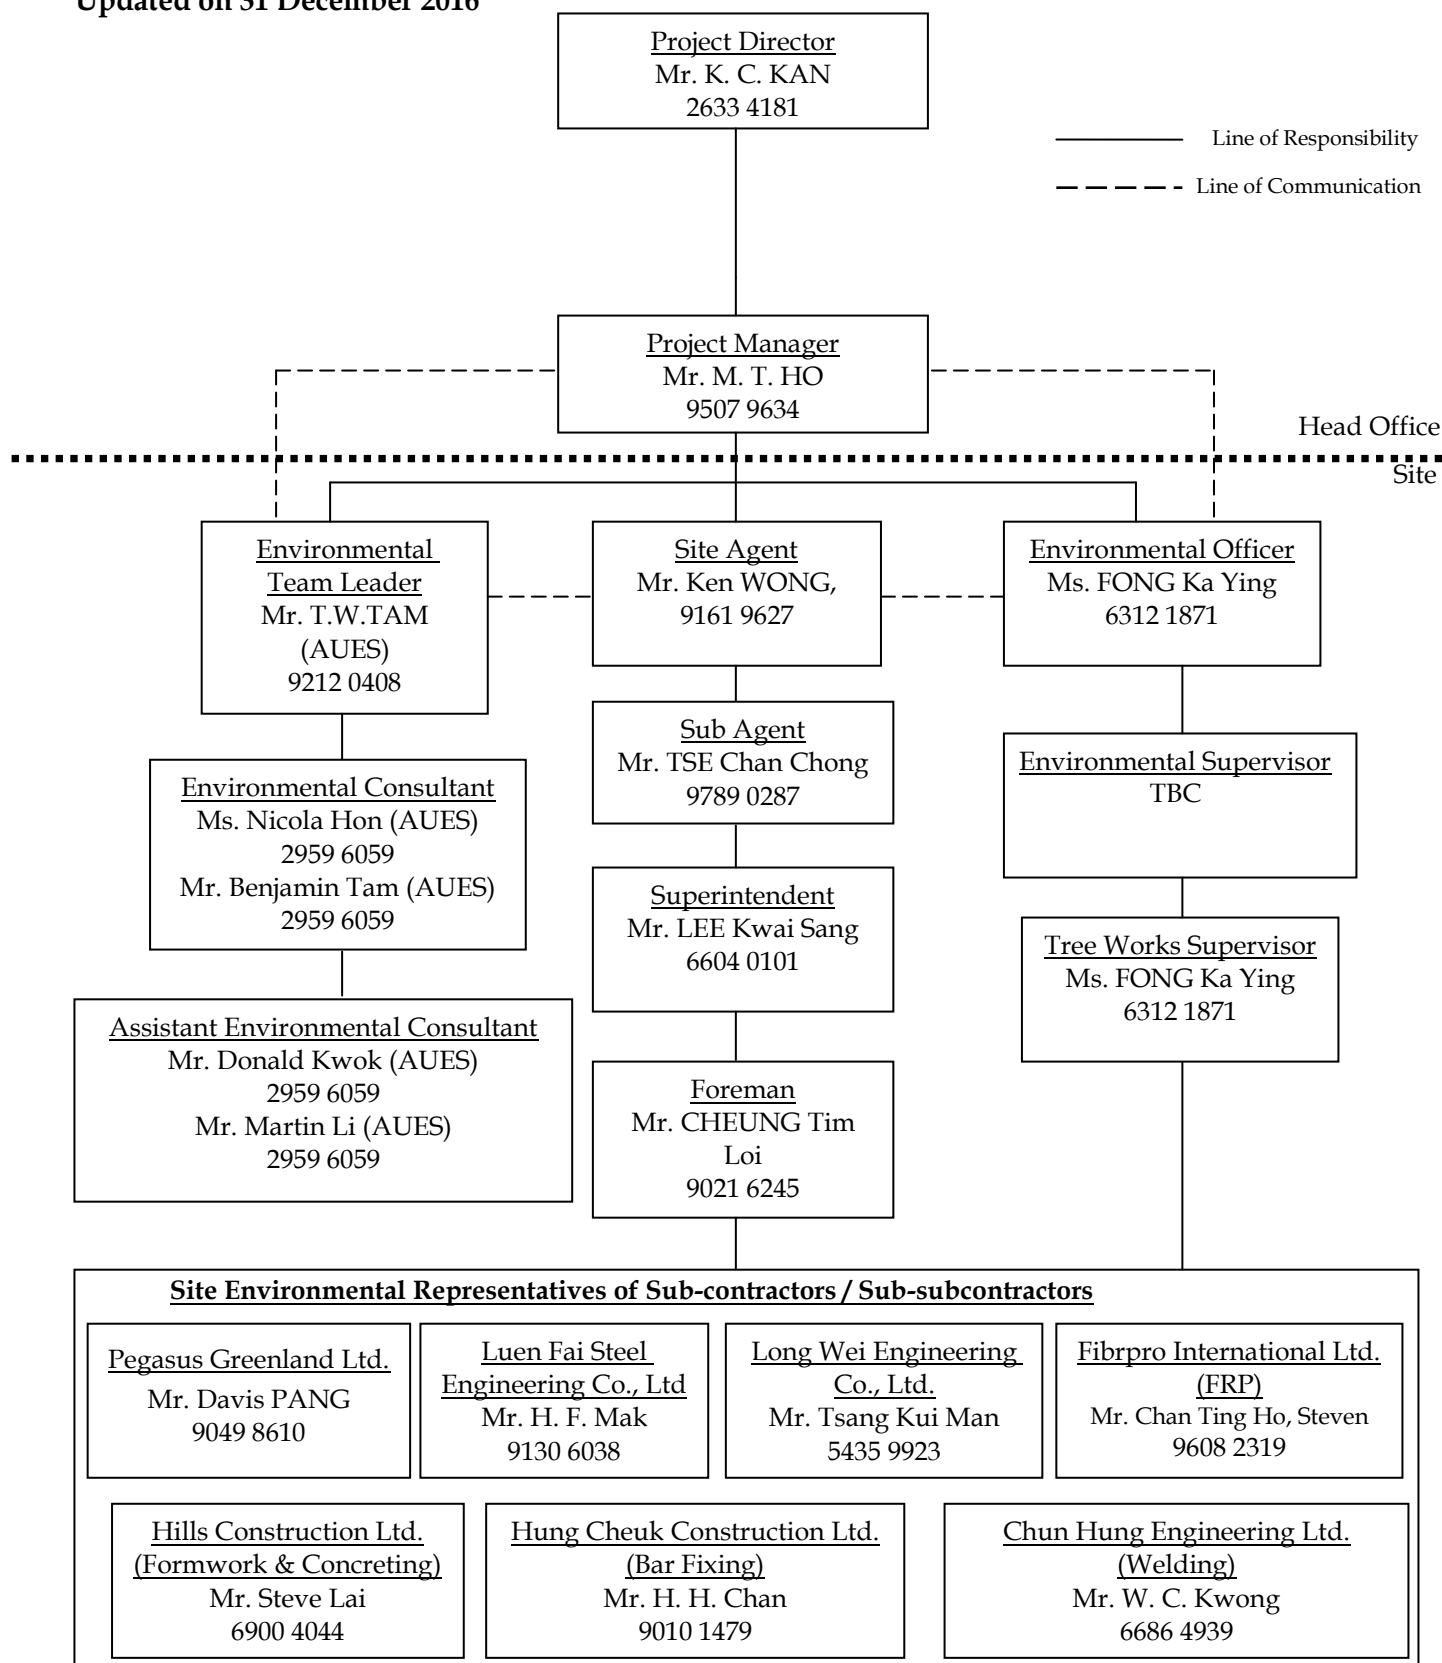 Updated on 31 December 2016
Project Director
Mr. K. C. KAN
2633 4181
Line of Responsibility
Line of Communication
Project Manager
Mr. M. T. HO
9507 9634
Head Office
Site
Environmental
Team Leader
Mr. T.W.TAM
(AUES)
9212 0408
Site Agent
Mr. Ken WONG,
9161 9627
Environmental Officer
Ms. FONG Ka Ying
6312 1871
Sub Agent
Mr. TSE Chan Chong
9789 0287
Environmental Supervisor
TBC
Environmental Consultant
Ms. Nicola Hon (AUES)
2959 6059
Mr. Benjamin Tam (AUES)
2959 6059
Superintendent
Mr. LEE Kwai Sang
6604 0101
Tree Works Supervisor
Ms. FONG Ka Ying
6312 1871
Assistant Environmental Consultant
Mr. Donald Kwok (AUES)
2959 6059
Mr. Martin Li (AUES)
2959 6059
Foreman
Mr. CHEUNG Tim
Loi
9021 6245
Site Environmental Representatives of Sub-contractors / Sub-subcontractors
Pegasus Greenland Ltd.
Mr. Davis PANG
9049 8610
Luen Fai Steel
Engineering Co., Ltd
Mr. H. F. Mak
9130 6038
Long Wei Engineering
Co., Ltd.
Mr. Tsang Kui Man
5435 9923
Fibrpro International Ltd.
(FRP)
Mr. Chan Ting Ho, Steven
9608 2319
Hills Construction Ltd.
(Formwork & Concreting)
Mr. Steve Lai
6900 4044
Hung Cheuk Construction Ltd.
(Bar Fixing)
Mr. H. H. Chan
9010 1479
Chun Hung Engineering Ltd.
(Welding)
Mr. W. C. Kwong
6686 4939